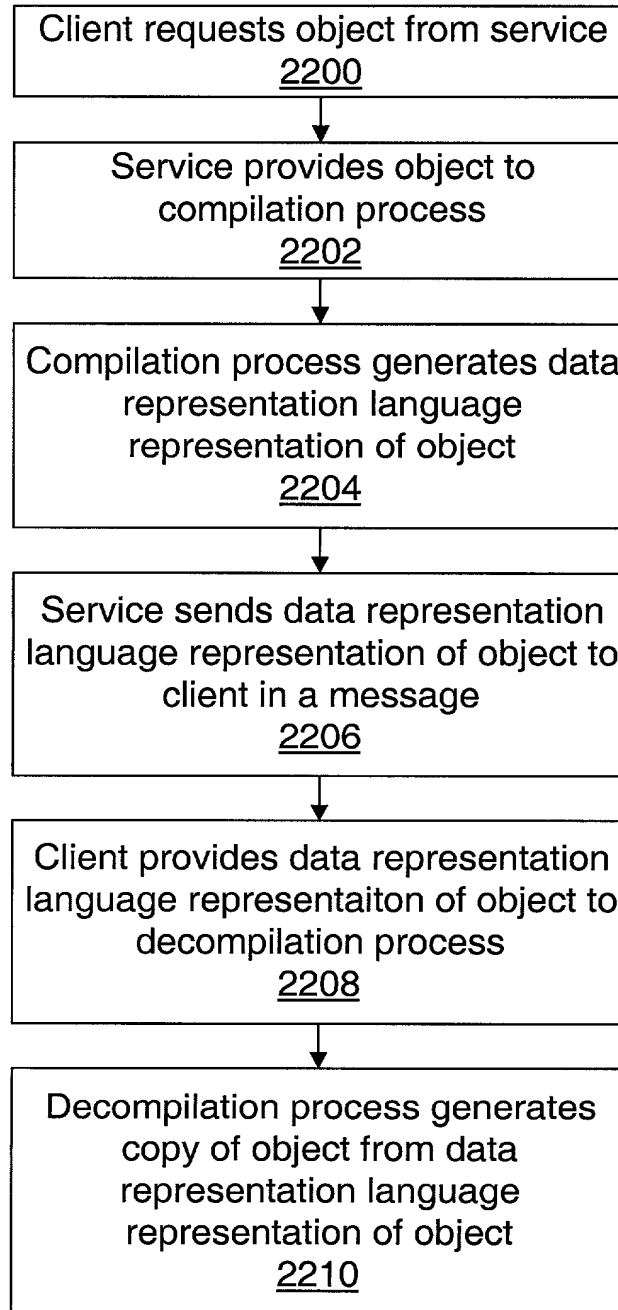 Client requests object from service
2200
Service provides object to
compilation process
2202
Compilation process generates data
representation language
representation of object
2204
Service sends data representation
language representation of object to
client in a message
2206
Client provides data representation
language representaiton of object to
decompilation process
2208
Decompilation process generates
copy of object from data
representation language
representation of object
2210